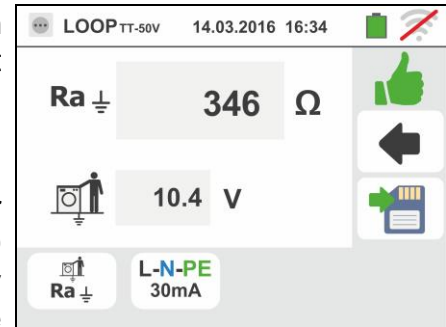 LOOP TT-50V 14.03.2016 16:34
Ra 346 Ω
10.4 V
Ra
L-N-PE
30mA